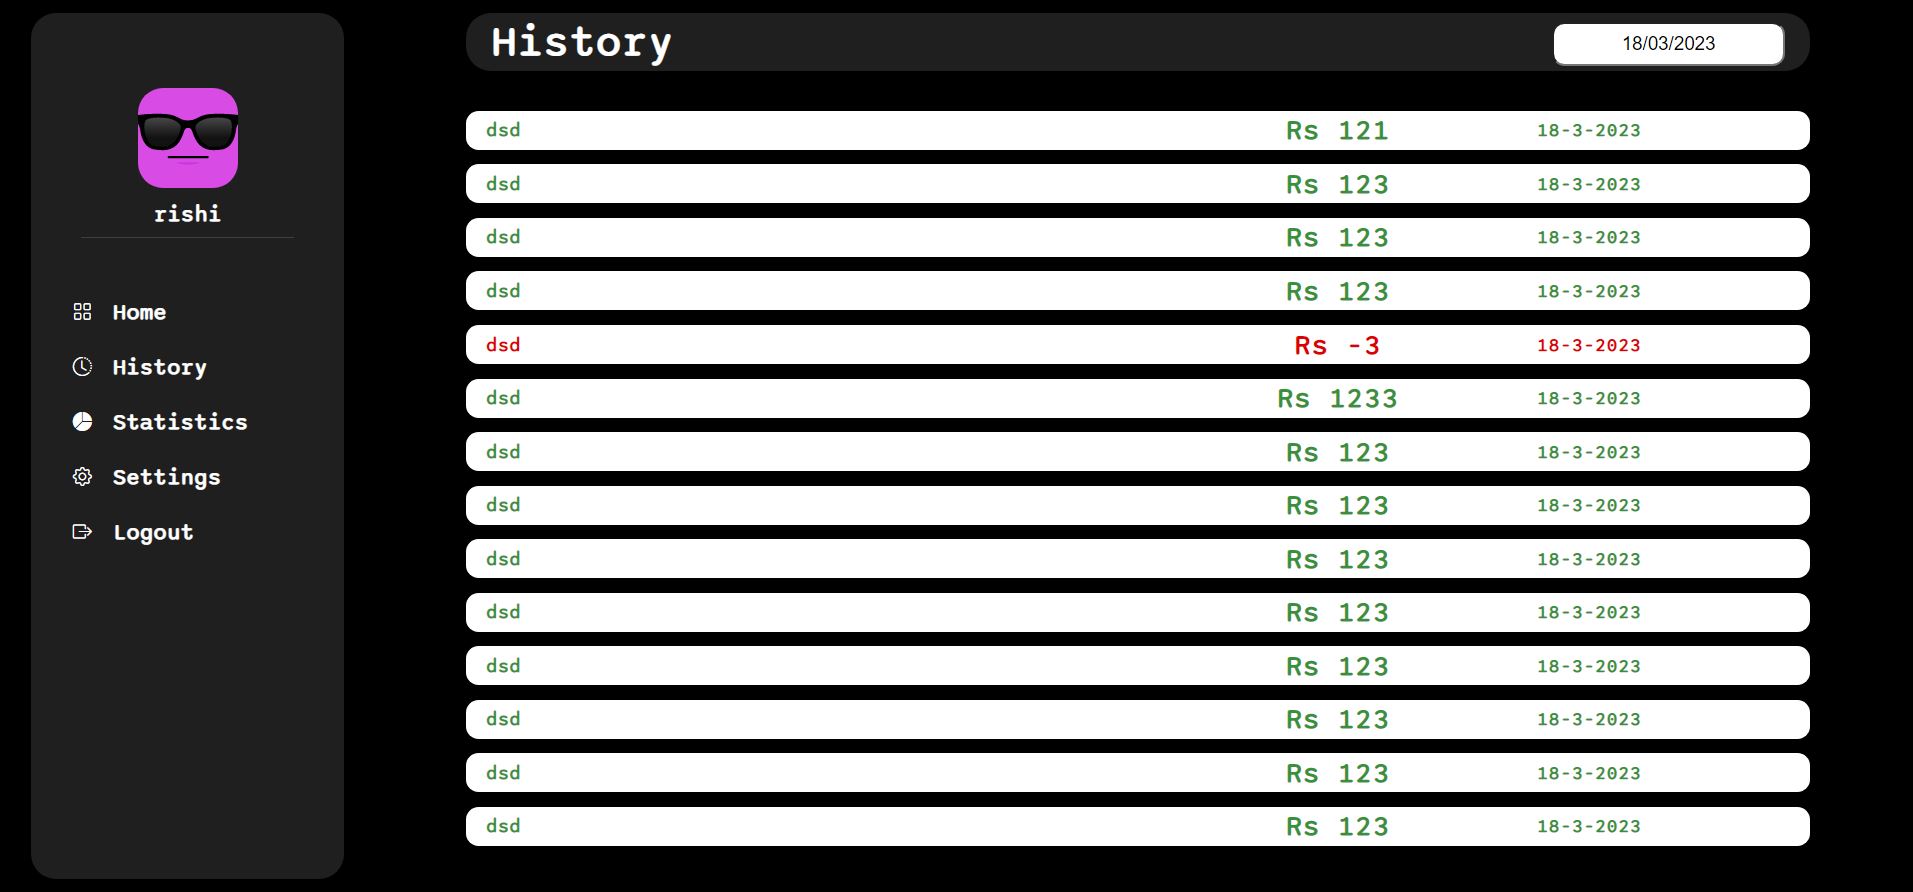 rishi
Home
History
Statistics
Settings
Logout
History 18/03/2023
dsd Rs 121 18-3-2023
dsd Rs 123 18-3-2023
dsd Rs 123 18-3-2023
dsd Rs 123 18-3-2023
dsd Rs -3 18-3-2023
dsd Rs 1233 18-3-2023
dsd Rs 123 18-3-2023
dsd Rs 123 18-3-2023
dsd Rs 123 18-3-2023
dsd Rs 123 18-3-2023
dsd Rs 123 18-3-2023
dsd Rs 123 18-3-2023
dsd Rs 123 18-3-2023
dsd Rs 123 18-3-2023